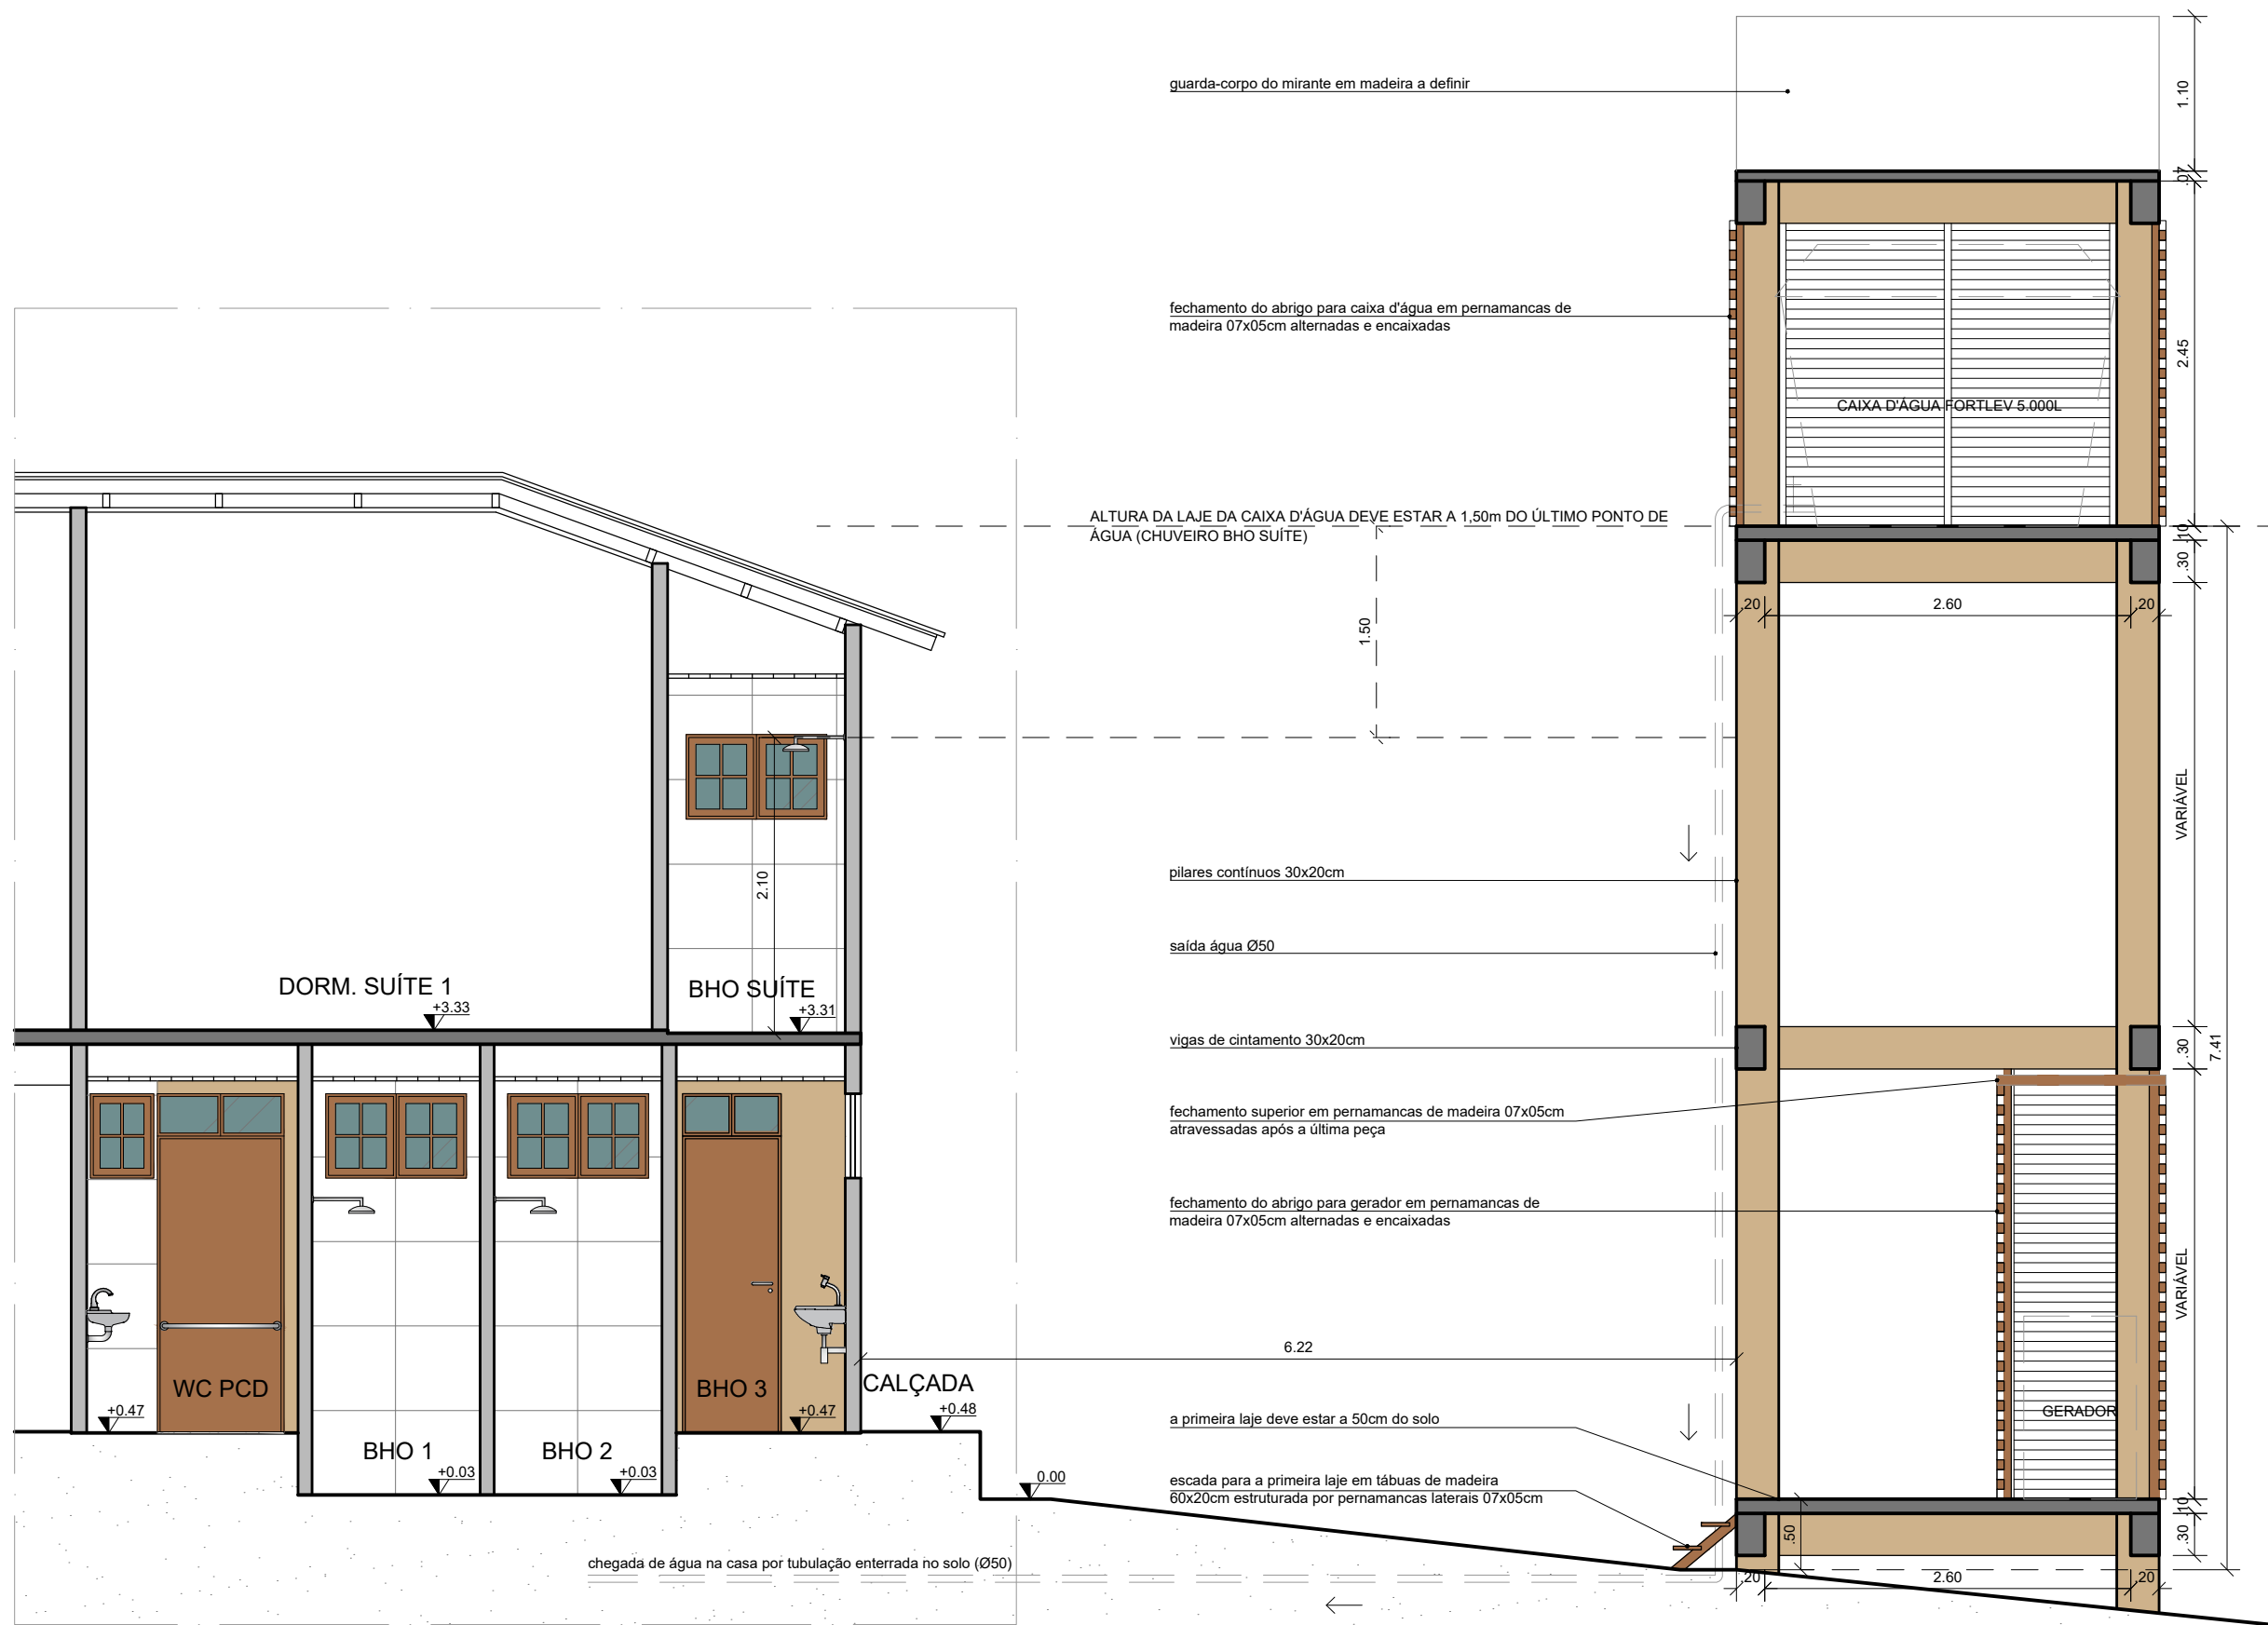 guarda-corpo do mirante em madeira a definir
1.10
.07
fechamento do abrigo para caixa d'água em pernamancas de
madeira 07x05cm alternadas e encaixadas
2.45
CAIXA D'ÁGUA FORTLEV 5.000L
ALTURA DA LAJE DA CAIXA D'ÁGUA DEVE ESTAR A 1,50m DO ÚLTIMO PONTO DE
ÁGUA (CHUVEIRO BHO SUÍTE)
.10
.30
.20
2.60
.20
1.50
VARIÁVEL
pilares contínuos 30x20cm
2.10
saída água Ø50
DORM. SUÍTE 1
+3.33
BHO SUÍTE
+3.31
vigas de cintamento 30x20cm
.30
7.41
fechamento superior em pernamancas de madeira 07x05cm
atravessadas após a última peça
fechamento do abrigo para gerador em pernamancas de
madeira 07x05cm alternadas e encaixadas
VARIÁVEL
6.22
WC PCD
+0.47
BHO 3
+0.47
CALÇADA
+0.48
a primeira laje deve estar a 50cm do solo
GERADOR
BHO 1
+0.03
BHO 2
+0.03
0.00
escada para a primeira laje em tábuas de madeira
60x20cm estruturada por pernamancas laterais 07x05cm
.10
.30
.50
chegada de água na casa por tubulação enterrada no solo (Ø50)
.20
2.60
.20